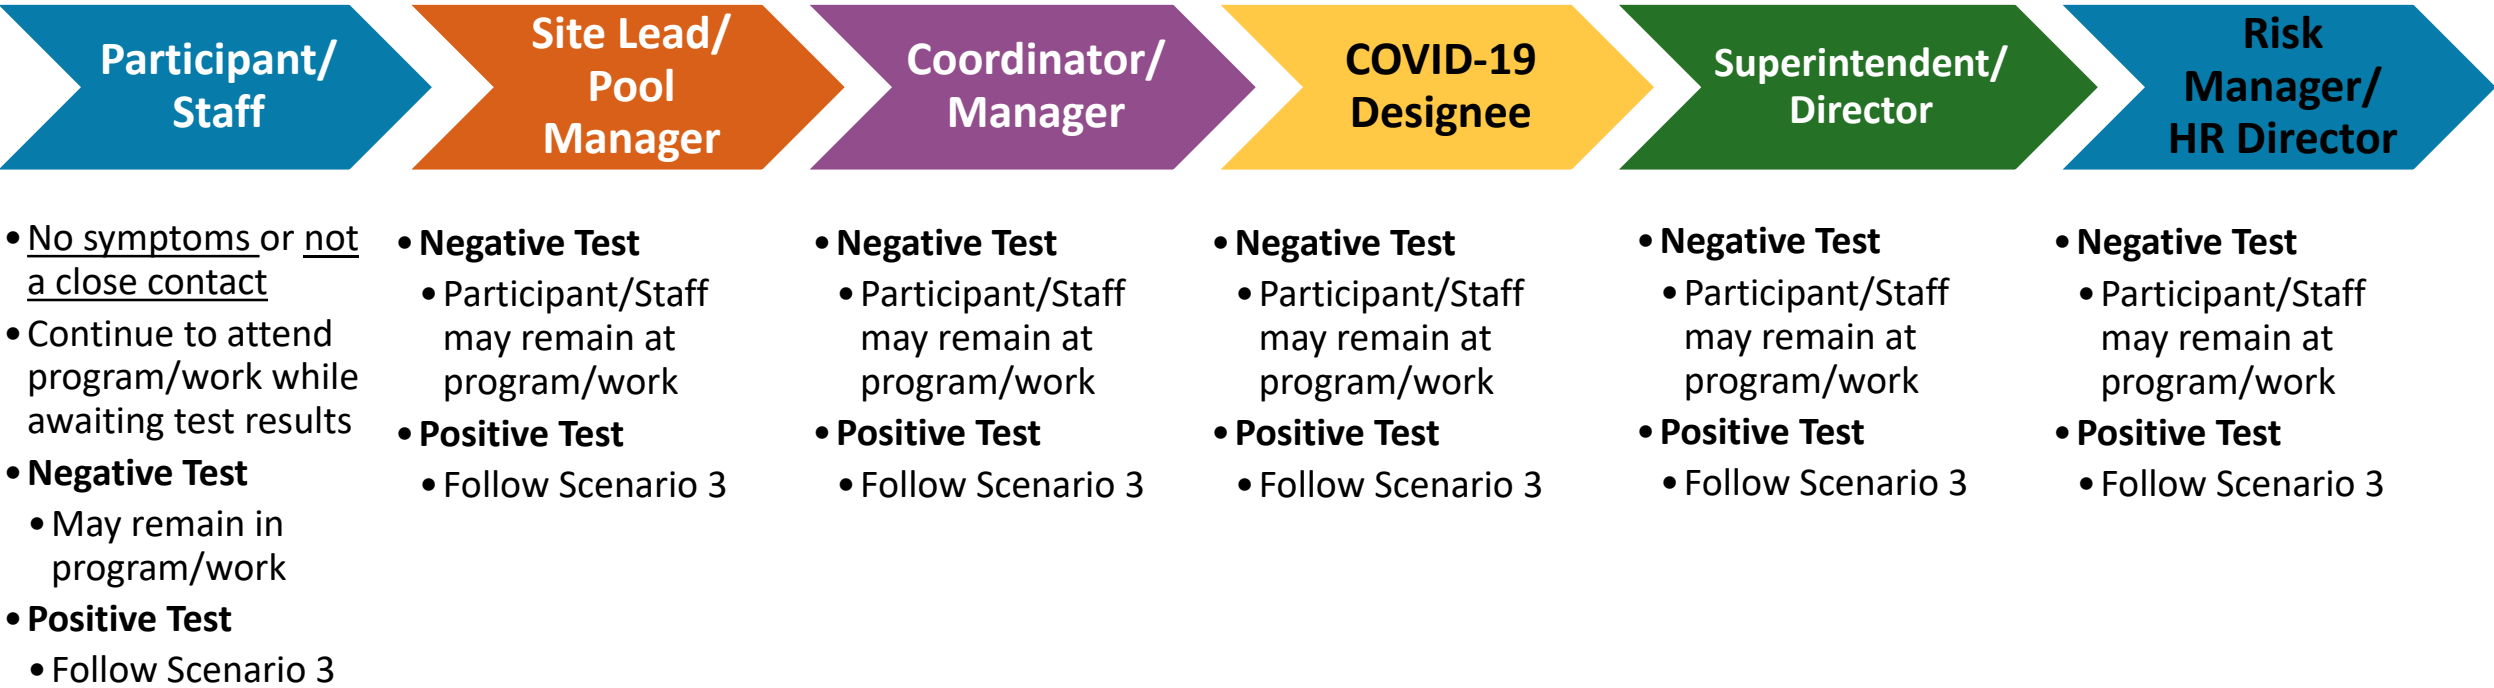 Participant/
Staff
Site Lead/
Pool
Manager
Coordinator/
Manager
COVID-19
Designee
Superintendent/
Director
Risk
Manager/
HR Director
•No symptoms or not
a close contact
•Continue to attend
program/work while
awaiting test results
•Negative Test
•May remain in
program/work
•Positive Test
•Follow Scenario 3
•Negative Test
•Participant/Staff
may remain at
program/work
•Positive Test
•Follow Scenario 3
•Negative Test
•Participant/Staff
may remain at
program/work
•Positive Test
•Follow Scenario 3
•Negative Test
•Participant/Staff
may remain at
program/work
•Positive Test
•Follow Scenario 3
•Negative Test
•Participant/Staff
may remain at
program/work
•Positive Test
•Follow Scenario 3
•Negative Test
•Participant/Staff
may remain at
program/work
•Positive Test
•Follow Scenario 3